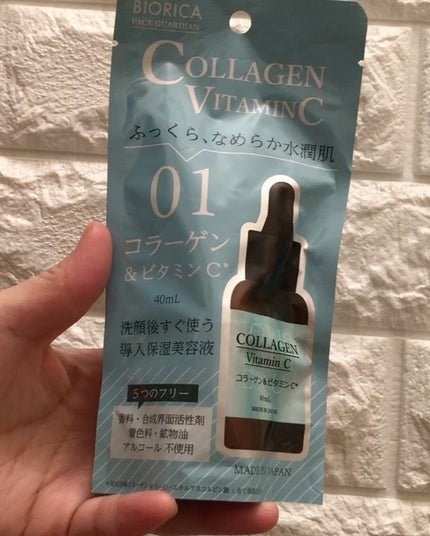 BIORICA
FACE GUARDIAN
COLLAGEN
VITAMIN C
ふっくら、なめらか水潤肌
01
コラーゲン
&ビタミンC*
40mL
洗顔後すぐ使う
導入保湿美容液
5つのフリー
香料・合成界面活性剤
着色料・鉱物油
アルコール 不使用
COLLAGEN
Vitamin C
コラーゲン&ビタミンC*
40mL
MADE IN JAPAN
MADE IN JAPAN